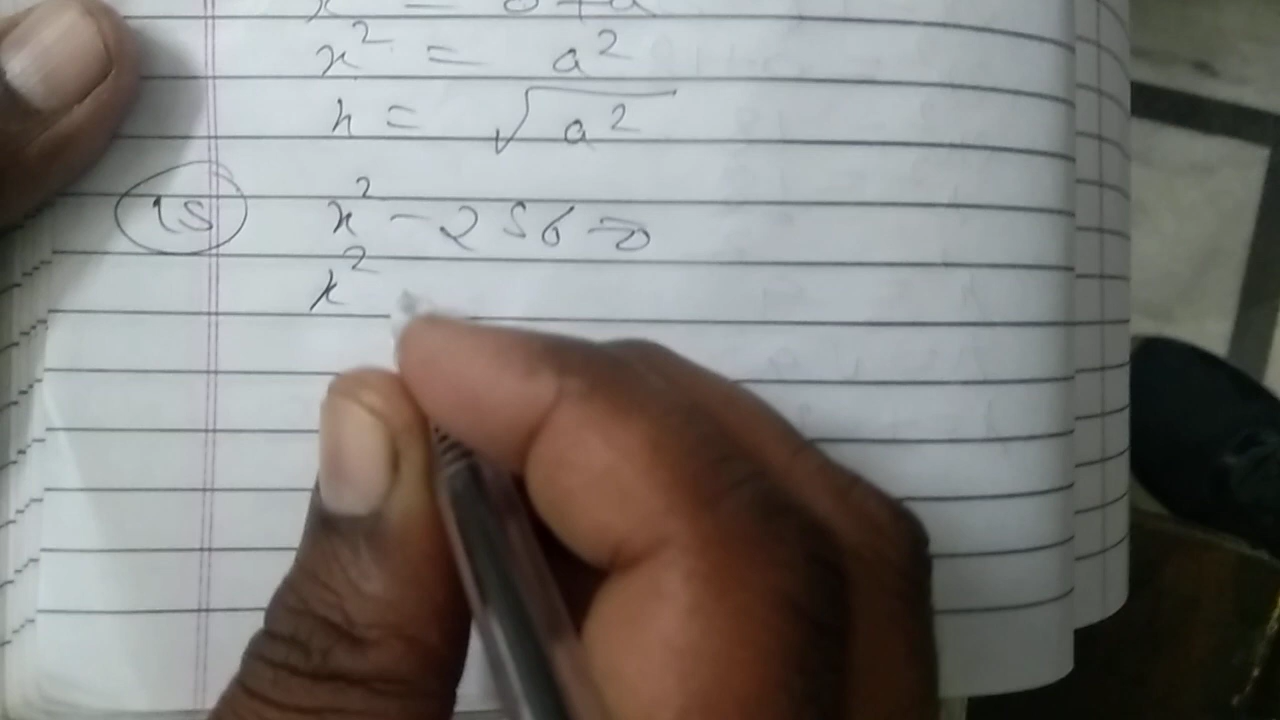 x² = a²
x = √a²
(15) x² - 256 = 0
x²